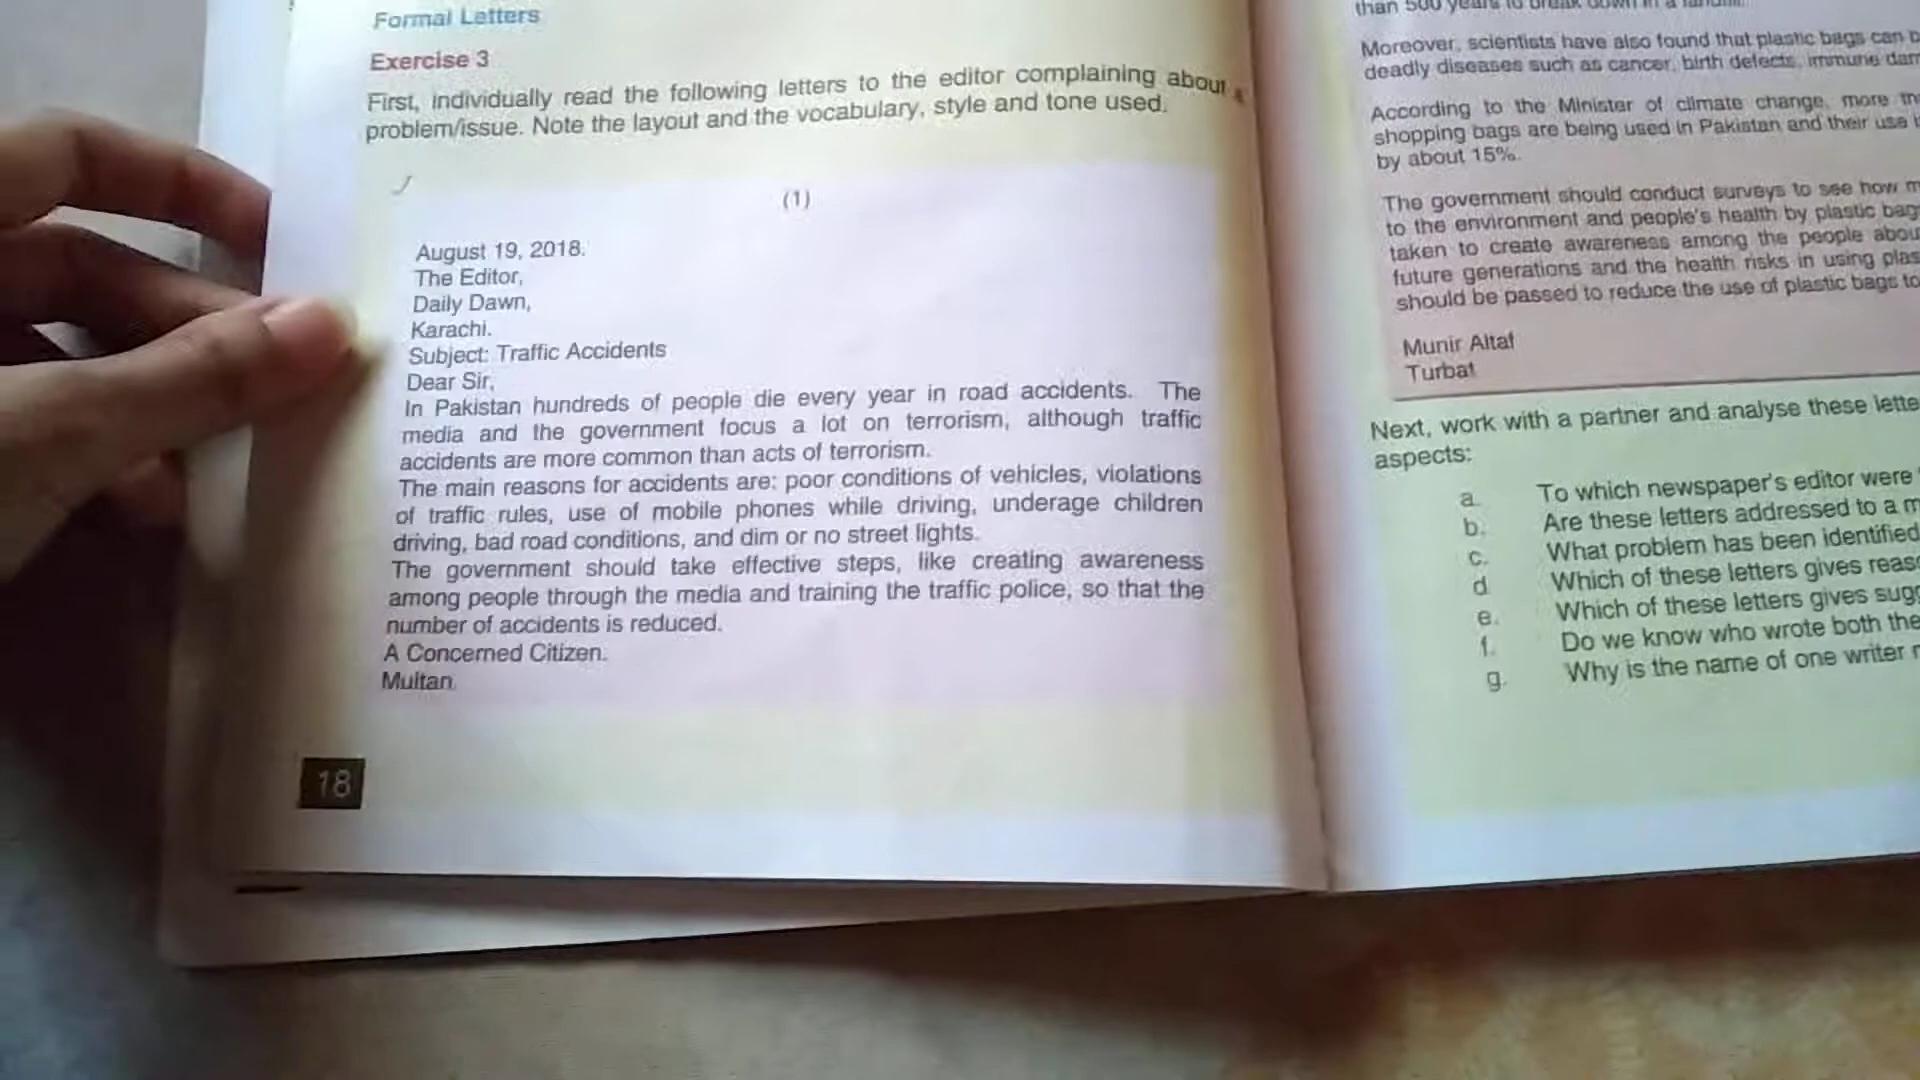 Formal Letters
Exercise 3
First, individually read the following letters to the editor complaining about a
problem/issue. Note the layout and the vocabulary, style and tone used.
(1)
August 19, 2018.
The Editor,
Daily Dawn,
Karachi.
Subject: Traffic Accidents
Dear Sir,
In Pakistan hundreds of people die every year in road accidents. The
media and the government focus a lot on terrorism, although traffic
accidents are more common than acts of terrorism.
The main reasons for accidents are: poor conditions of vehicles, violations
of traffic rules, use of mobile phones while driving, underage children
driving, bad road conditions, and dim or no street lights.
The government should take effective steps, like creating awareness
among people through the media and training the traffic police, so that the
number of accidents is reduced.
A Concerned Citizen.
Multan.
18
than 500 years to break down in a landfill.
Moreover, scientists have also found that plastic bags can
deadly diseases such as cancer, birth defects, immune
According to the Minister of climate change, more
shopping bags are being used in Pakistan and their use
by about 15%.
The government should conduct surveys to see how
to the environment and people's health by plastic
taken to create awareness among the people
future generations and the health risks in using
should be passed to reduce the use of plastic bags to
Munir Altaf
Turbat
Next, work with a partner and analyse these
aspects:
a. To which newspaper's editor were
b. Are these letters addressed to a
c. What problem has been identified
d. Which of these letters gives
e. Which of these letters gives
f. Do we know who wrote both the
g. Why is the name of one writer